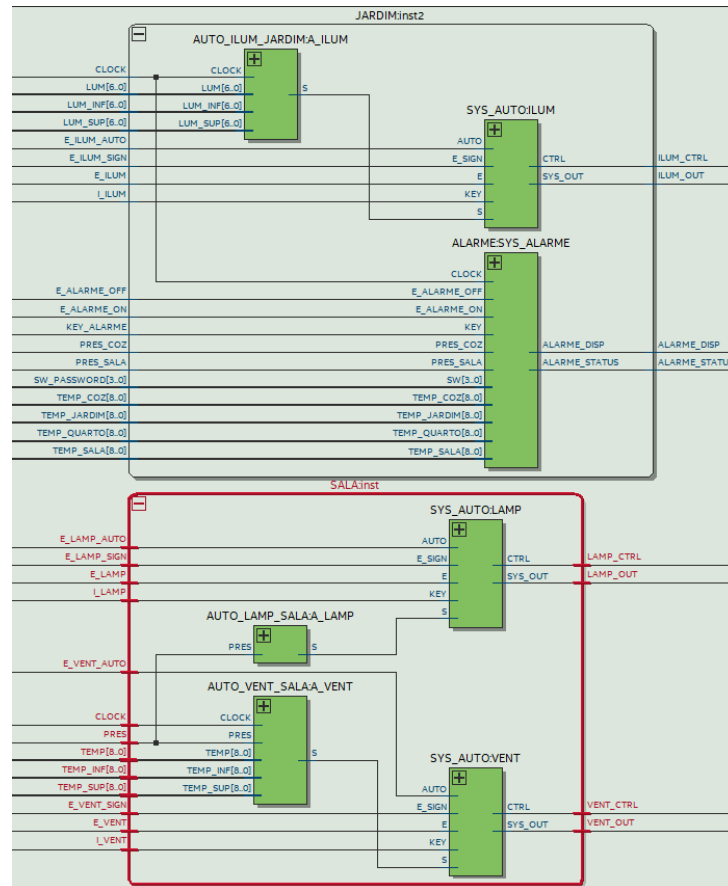 JARDIM:inst2
AUTO_ILUM_JARDIM:A_ILUM
CLOCK CLOCK
LUM[6..0] LUM[6..0] S
LUM_INF[6..0] LUM_INF[6..0]
LUM_SUP[6..0] LUM_SUP[6..0]
SYS_AUTO:ILUM
E_ILUM_AUTO AUTO
E_ILUM_SIGN E_SIGN CTRL ILUM_CTRL
E_ILUM E SYS_OUT ILUM_OUT
I_ILUM KEY
S
ALARME:SYS_ALARME
CLOCK
E_ALARME_OFF E_ALARME_OFF
E_ALARME_ON E_ALARME_ON
KEY_ALARME KEY
PRES_COZ PRES_COZ ALARME_DISP ALARME_DISP
PRES_SALA PRES_SALA ALARME_STATUS ALARME_STATU
SW_PASSWORD[3..0] SW[3..0]
TEMP_COZ[8..0] TEMP_COZ[8..0]
TEMP_JARDIM[8..0] TEMP_JARDIM[8..0]
TEMP_QUARTO[8..0] TEMP_QUARTO[8..0]
TEMP_SALA[8..0] TEMP_SALA[8..0]
SALA:inst
SYS_AUTO:LAMP
E_LAMP_AUTO AUTO
E_LAMP_SIGN E_SIGN CTRL LAMP_CTRL
E_LAMP E SYS_OUT LAMP_OUT
I_LAMP KEY
S
AUTO_LAMP_SALA:A_LAMP
PRES S
E_VENT_AUTO
AUTO_VENT_SALA:A_VENT
CLOCK CLOCK
PRES PRES
TEMP[8..0] TEMP[8..0] S
TEMP_INF[8..0] TEMP_INF[8..0]
TEMP_SUP[8..0] TEMP_SUP[8..0]
SYS_AUTO:VENT
AUTO
E_VENT_SIGN E_SIGN CTRL VENT_CTRL
E_VENT E SYS_OUT VENT_OUT
I_VENT KEY
S